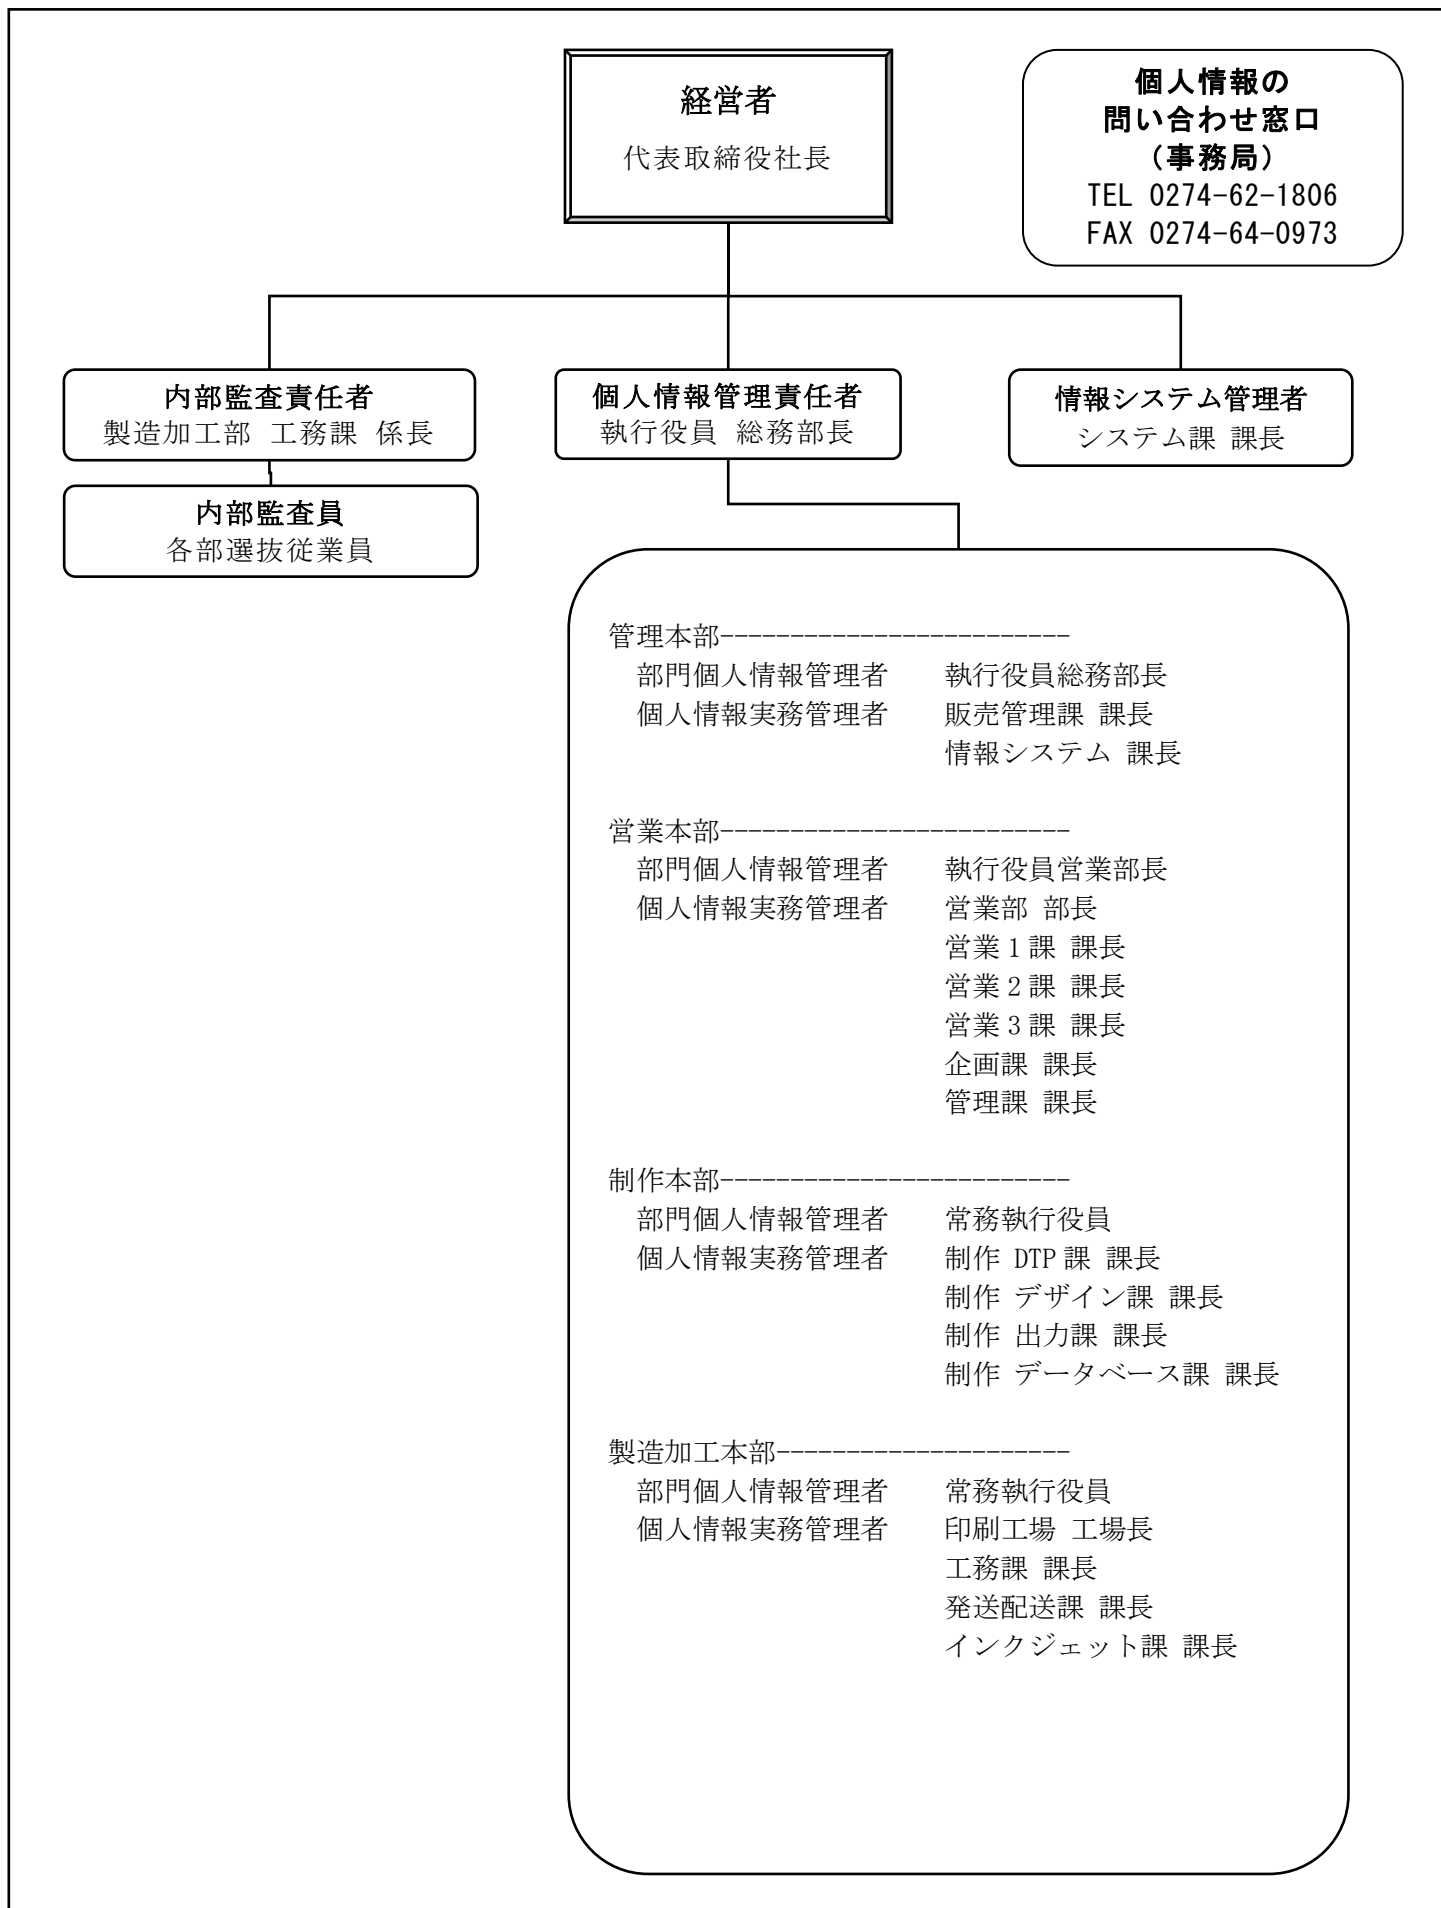 経営者
代表取締役社長
個人情報の
問い合わせ窓口
（事務局）
TEL 0274-62-1806
FAX 0274-64-0973
内部監査責任者
製造加工部 工務課 係長
個人情報管理責任者
執行役員 総務部長
情報システム管理者
システム課 課長
内部監査員
各部選抜従業員
管理本部-------------------------
部門個人情報管理者 執行役員総務部長
個人情報実務管理者 販売管理課 課長
情報システム 課長
営業本部-------------------------
部門個人情報管理者 執行役員営業部長
個人情報実務管理者 営業部 部長
営業1課 課長
営業2課 課長
営業3課 課長
企画課 課長
管理課 課長
制作本部-------------------------
部門個人情報管理者 常務執行役員
個人情報実務管理者 制作 DTP課 課長
制作 デザイン課 課長
制作 出力課 課長
制作 データベース課 課長
製造加工本部---------------------
部門個人情報管理者 常務執行役員
個人情報実務管理者 印刷工場 工場長
工務課 課長
発送配送課 課長
インクジェット課 課長